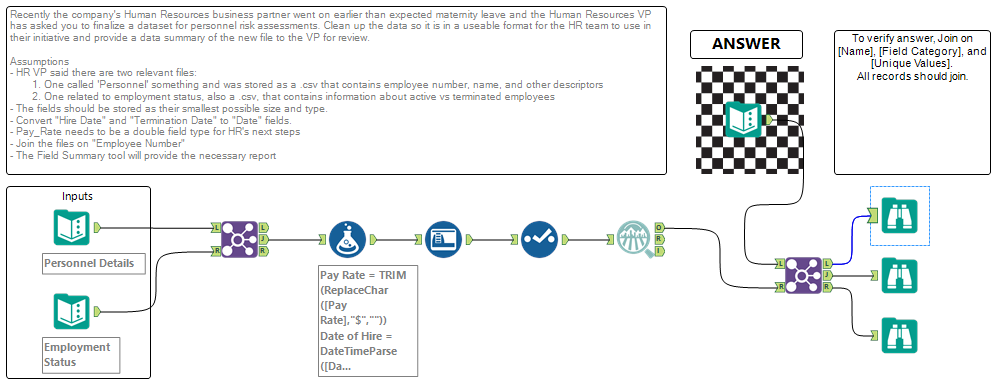 Recently the company's Human Resources business partner went on earlier than expected maternity leave and the Human Resources VP
has asked you to finalize a dataset for personnel risk assessments. Clean up the data so it is in a useable format for the HR team to use in
their initiative and provide a data summary of the new file to the VP for review.
Assumptions
- HR VP said there are two relevant files:
1. One called 'Personnel' something and was stored as a .csv that contains employee number, name, and other descriptors
2. One related to employment status, also a .csv, that contains information about active vs terminated employees
- The fields should be stored as their smallest possible size and type.
- Convert "Hire Date" and "Termination Date" to "Date" fields.
- Pay_Rate needs to be a double field type for HR's next steps
- Join the files on "Employee Number"
- The Field Summary tool will provide the necessary report
ANSWER
To verify answer, Join on
[Name], [Field Category], and
[Unique Values].
All records should join.
Inputs
Personnel Details
Employment
Status
L
R
L
J
R
Pay Rate = TRIM
(ReplaceChar
([Pay
Rate],"$",""))
Date of Hire =
DateTimeParse
([Da...
O
R
I
L
R
L
J
R